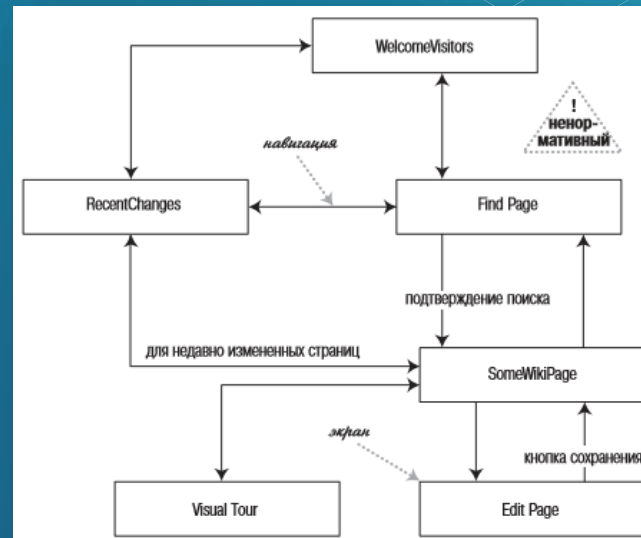 WelcomeVisitors
!
ненор-
мативный
навигация
RecentChanges
Find Page
подтверждение поиска
для недавно измененных страниц
SomeWikiPage
экран
кнопка сохранения
Visual Tour
Edit Page